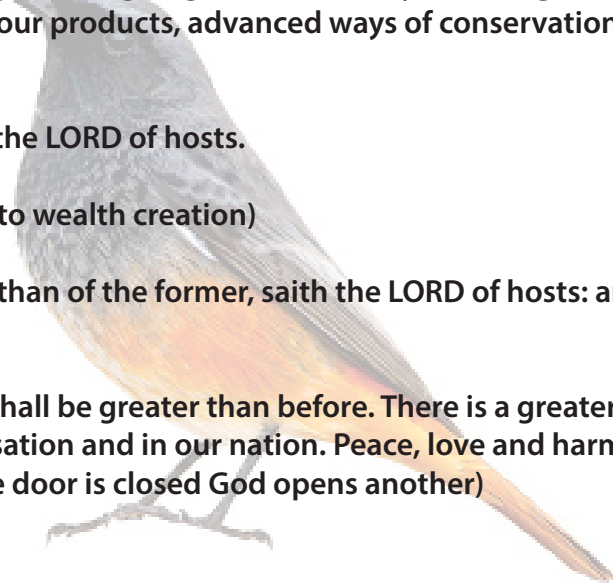 our products, advanced ways of conservation
the LORD of hosts.
to wealth creation)
than of the former, saith the LORD of hosts:
hall be greater than before. There is a greater
sation and in our nation. Peace, love and
door is closed God opens another)